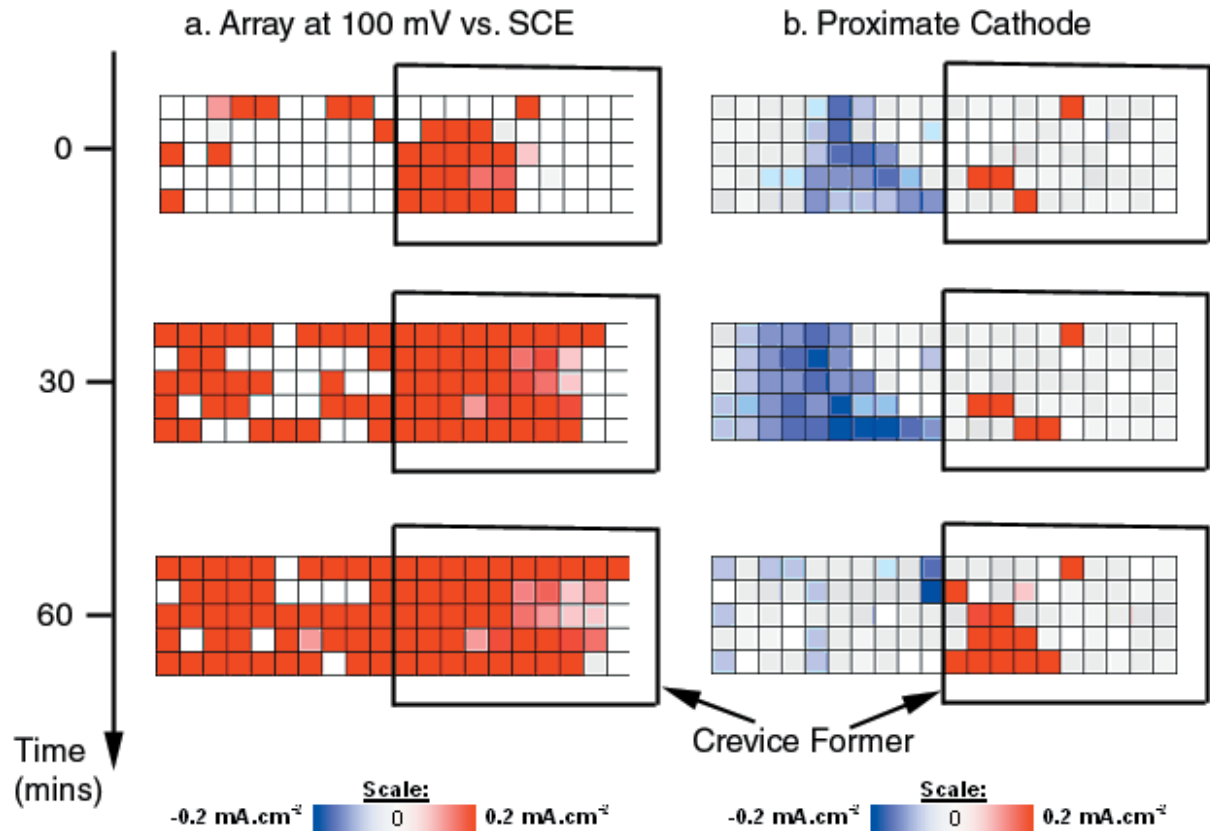 a. Array at 100 mV vs. SCE
b. Proximate Cathode
0
30
60
Crevice Former
Time
(mins)
Scale:
-0.2 mA.cm⁻² 0 0.2 mA.cm⁻²
Scale:
-0.2 mA.cm⁻² 0 0.2 mA.cm⁻²